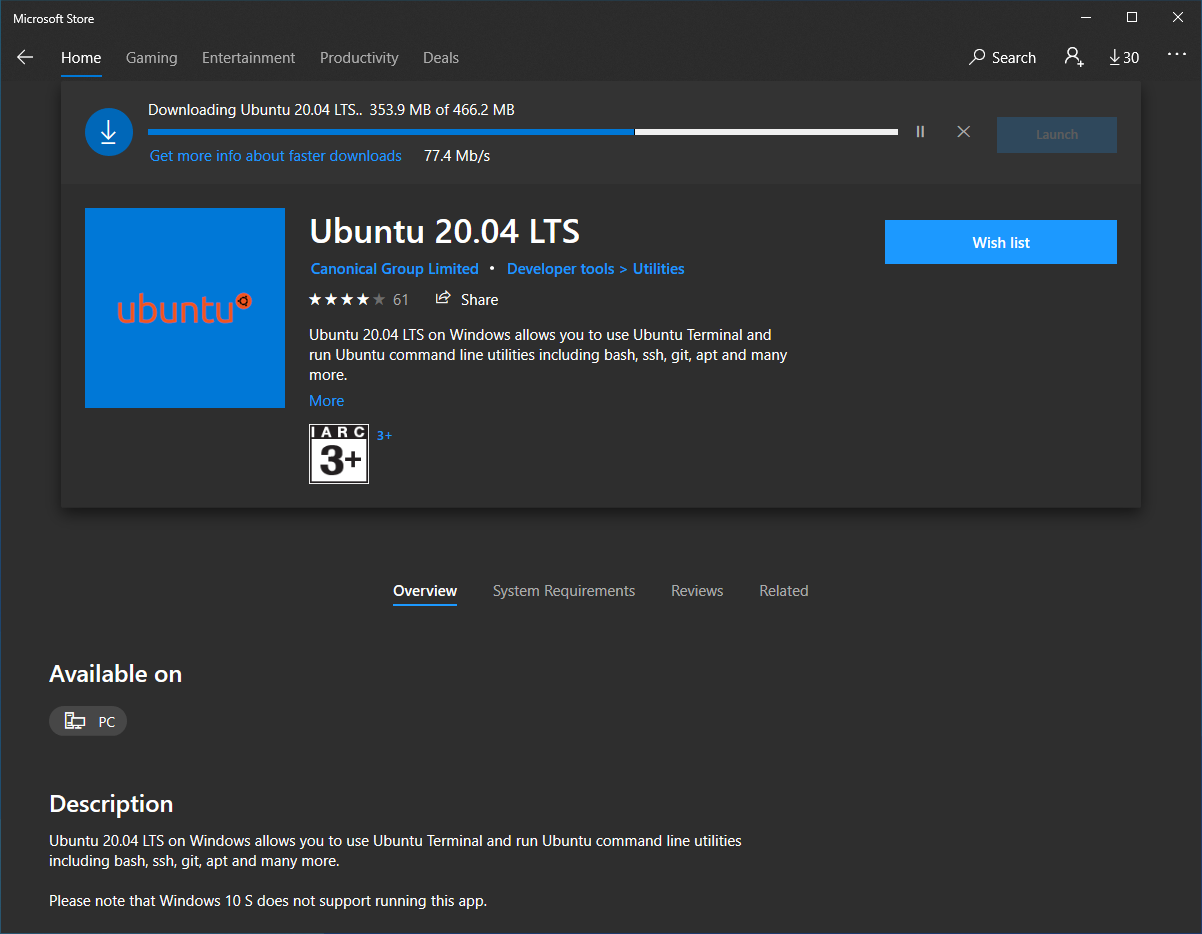 Microsoft Store
Home Gaming Entertainment Productivity Deals Search 30
Downloading Ubuntu 20.04 LTS.. 353.9 MB of 466.2 MB
Launch
Get more info about faster downloads 77.4 Mb/s
ubuntu
Ubuntu 20.04 LTS
Wish list
Canonical Group Limited • Developer tools > Utilities
61 Share
Ubuntu 20.04 LTS on Windows allows you to use Ubuntu Terminal and
run Ubuntu command line utilities including bash, ssh, git, apt and many
more.
More
IARC
3+
3+
Overview System Requirements Reviews Related
Available on
PC
Description
Ubuntu 20.04 LTS on Windows allows you to use Ubuntu Terminal and run Ubuntu command line utilities
including bash, ssh, git, apt and many more.
Please note that Windows 10 S does not support running this app.